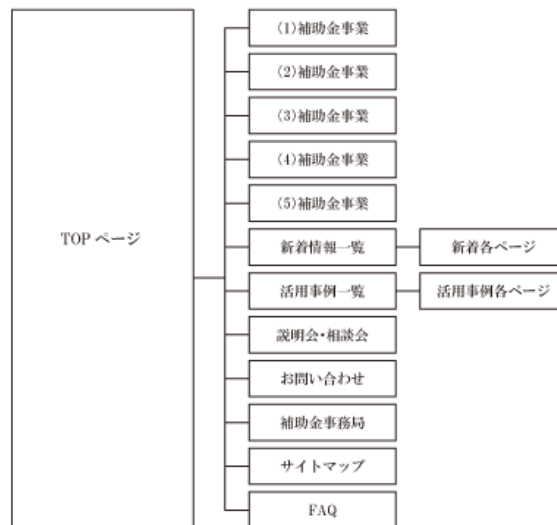 TOP ページ
(1)補助金事業
(2)補助金事業
(3)補助金事業
(4)補助金事業
(5)補助金事業
新着情報一覧
新着各ページ
活用事例一覧
活用事例各ページ
説明会・相談会
お問い合わせ
補助金事務局
サイトマップ
FAQ